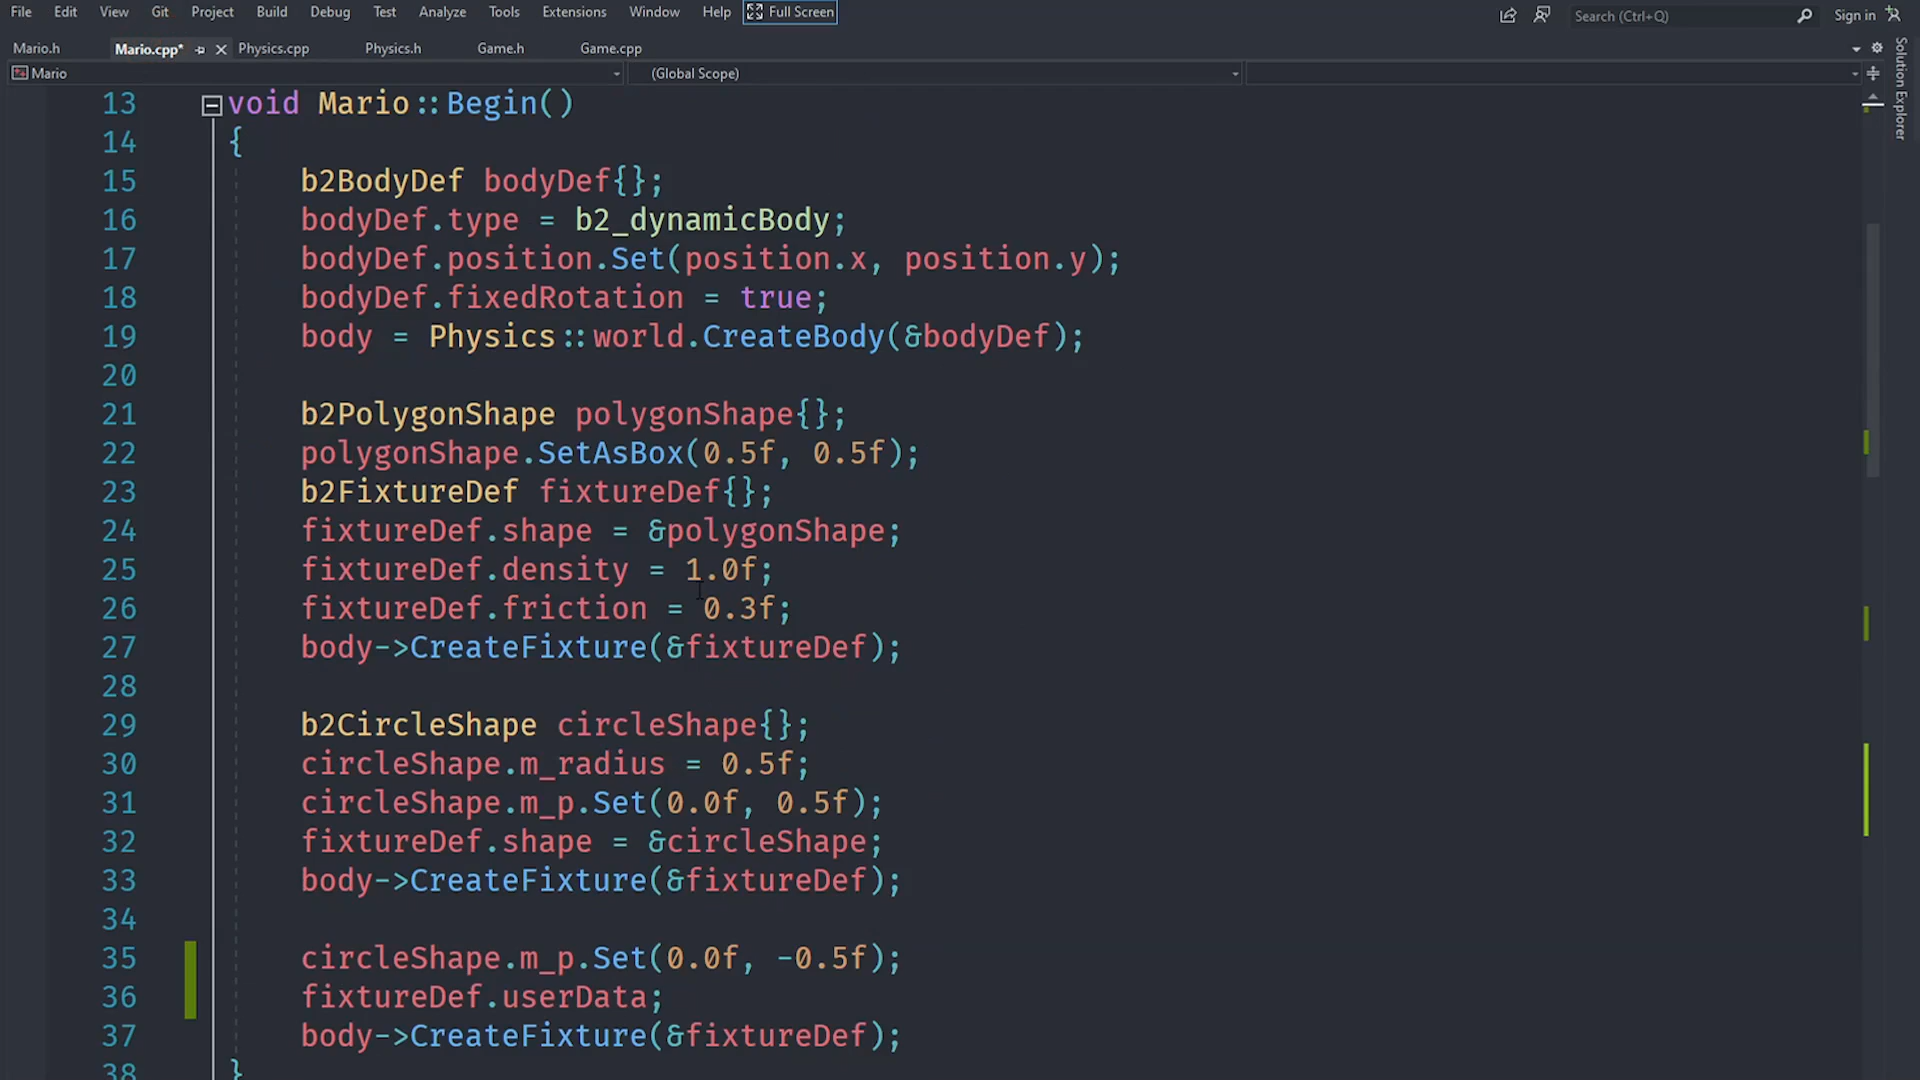 File Edit View Git Project Build Debug Test Analyze Tools Extensions Window Help Full Screen Search (Ctrl+Q) Sign in
Mario.h Mario.cpp* Physics.cpp Physics.h Game.h Game.cpp
Mario (Global Scope)
Solution Explorer
13 void Mario::Begin()
14 {
15 b2BodyDef bodyDef{};
16 bodyDef.type = b2_dynamicBody;
17 bodyDef.position.Set(position.x, position.y);
18 bodyDef.fixedRotation = true;
19 body = Physics::world.CreateBody(&bodyDef);
20
21 b2PolygonShape polygonShape{};
22 polygonShape.SetAsBox(0.5f, 0.5f);
23 b2FixtureDef fixtureDef{};
24 fixtureDef.shape = &polygonShape;
25 fixtureDef.density = 1.0f;
26 fixtureDef.friction = 0.3f;
27 body->CreateFixture(&fixtureDef);
28
29 b2CircleShape circleShape{};
30 circleShape.m_radius = 0.5f;
31 circleShape.m_p.Set(0.0f, 0.5f);
32 fixtureDef.shape = &circleShape;
33 body->CreateFixture(&fixtureDef);
34
35 circleShape.m_p.Set(0.0f, -0.5f);
36 fixtureDef.userData;
37 body->CreateFixture(&fixtureDef);
38 }